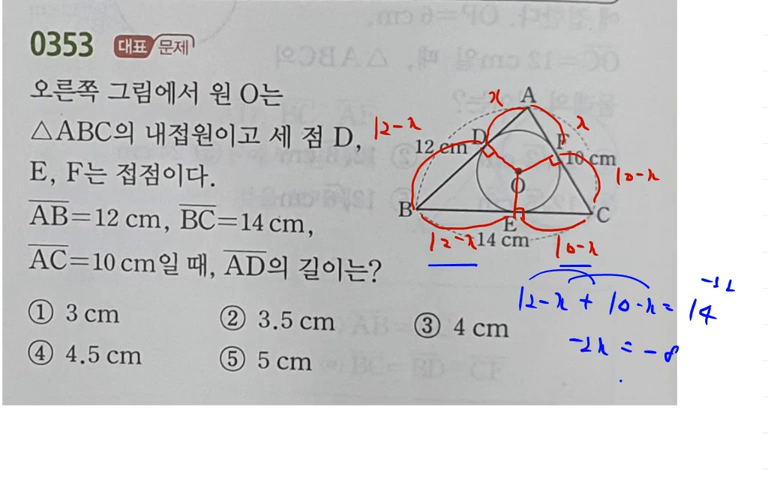 0353 대표 문제
오른쪽 그림에서 원 O는
△ABC의 내접원이고 세 점 D,
E, F는 접점이다.
AB=12 cm, BC=14 cm,
AC=10 cm일 때, AD의 길이는?
① 3 cm ② 3.5 cm ③ 4 cm
④ 4.5 cm ⑤ 5 cm
A
x x
12-x D F
12 cm 10 cm
10-x
O
B C
E
12-x 14 cm 10-x
12-x + 10-x = 14
-2x = -8